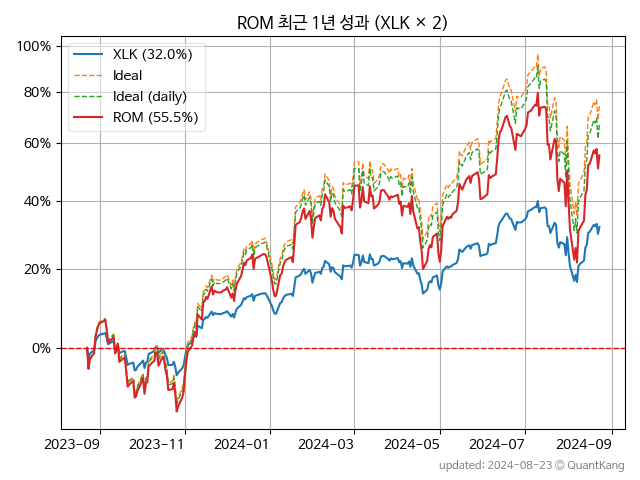 ROM 최근 1년 성과 (XLK × 2)
100%
80%
60%
40%
20%
0%
XLK (32.0%)
Ideal
Ideal (daily)
ROM (55.5%)
2023-09
2023-11
2024-01
2024-03
2024-05
2024-07
2024-09
updated: 2024-08-23 ⓒ QuantKang